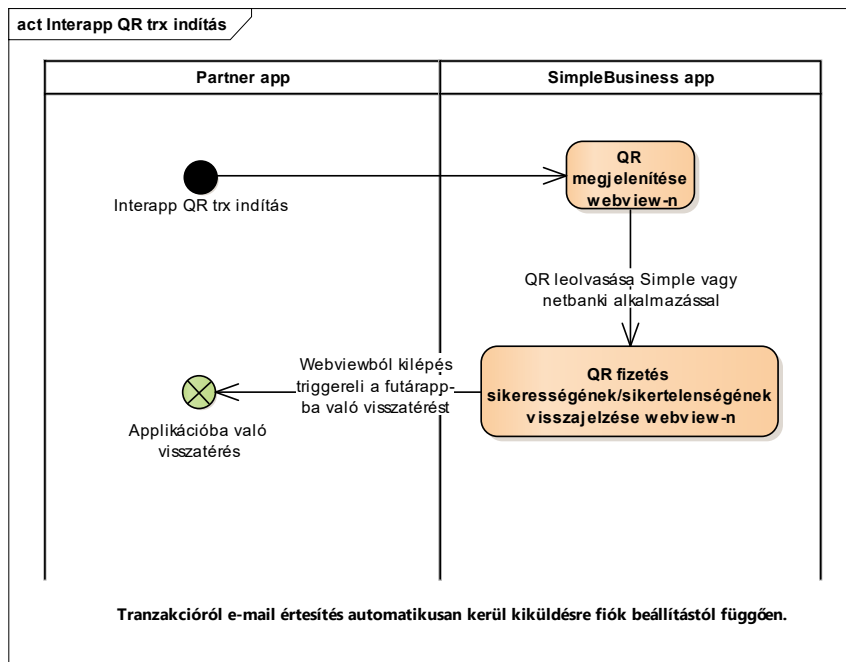 act Interapp QR trx indítás
Partner app
SimpleBusiness app
QR
megjelenítése
webview-n
Interapp QR trx indítás
QR leolvasása Simple vagy
netbanki alkalmazással
Webviewból kilépés
triggereli a futárapp-
ba való visszatérést
QR fizetés
sikerességének/sikertelenségének
visszajelzése webview-n
Applikációba való
visszatérés
Tranzakcióról e-mail értesítés automatikusan kerül kiküldésre fiók beállítástól függően.